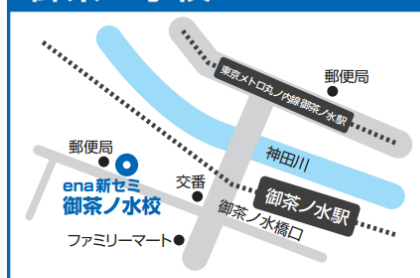 東京メトロ丸ノ内線御茶ノ水駅
郵便局
神田川
郵便局
ena新セミ
御茶ノ水校
交番
御茶ノ水駅
御茶ノ水橋口
ファミリーマート